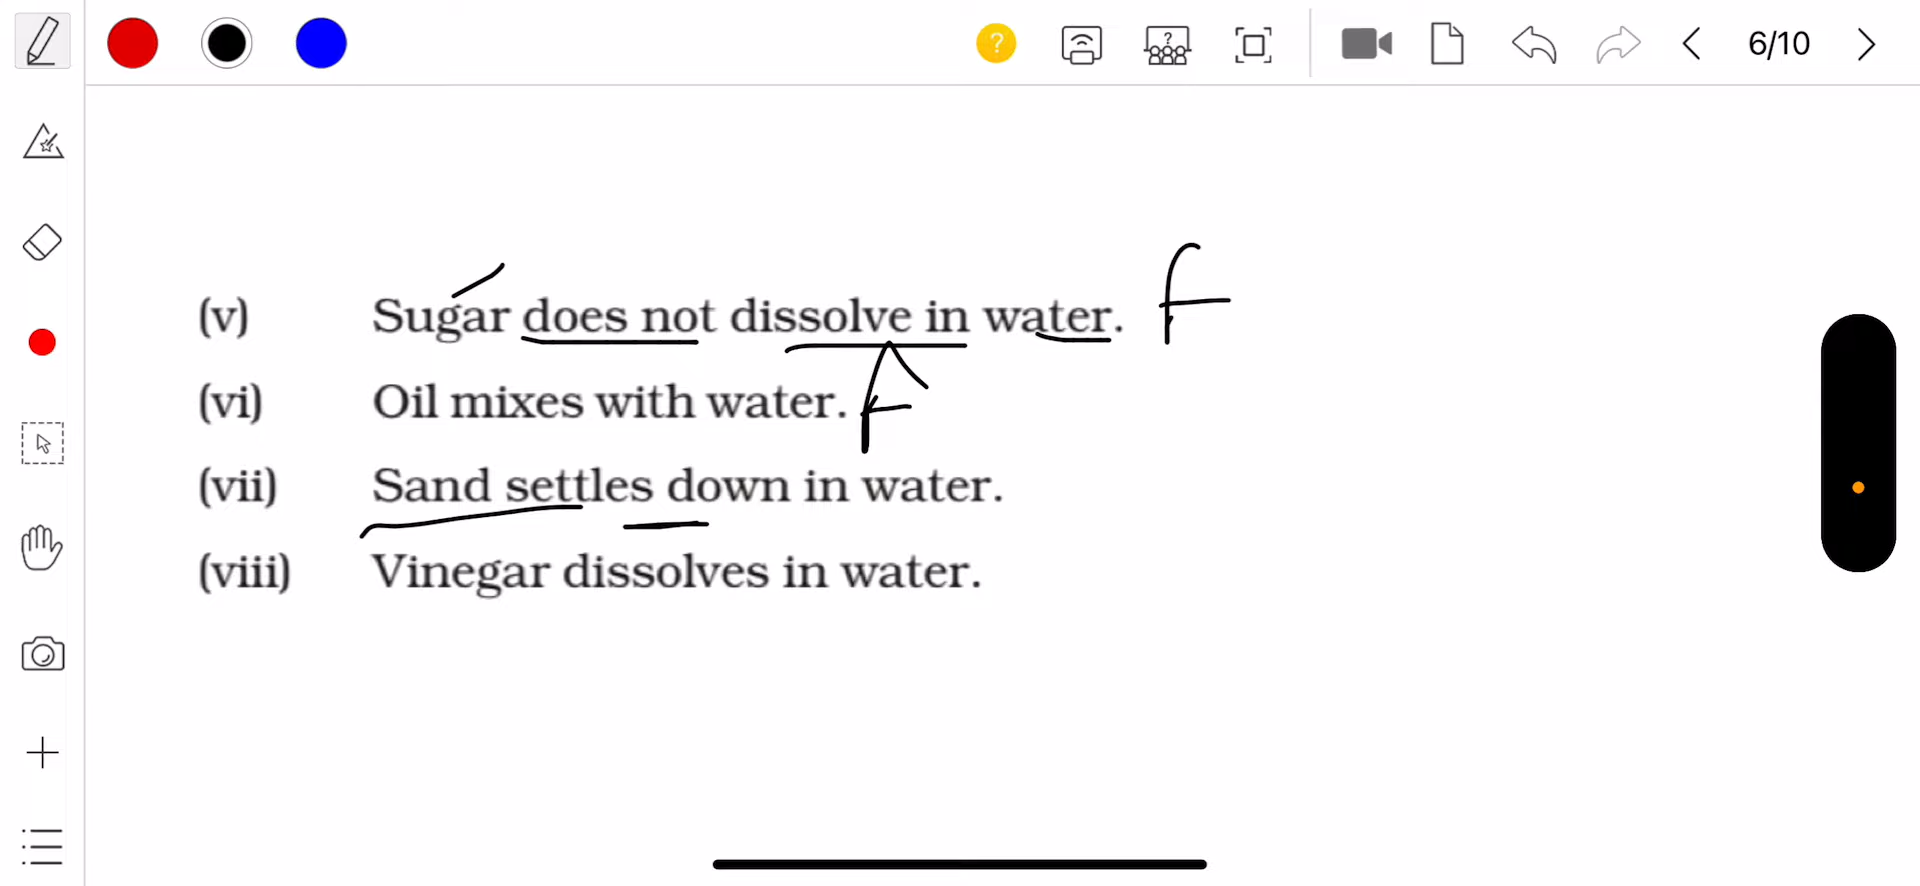 ? ? 6/10
(v) Sugar does not dissolve in water. F
(vi) Oil mixes with water. F
(vii) Sand settles down in water.
(viii) Vinegar dissolves in water.